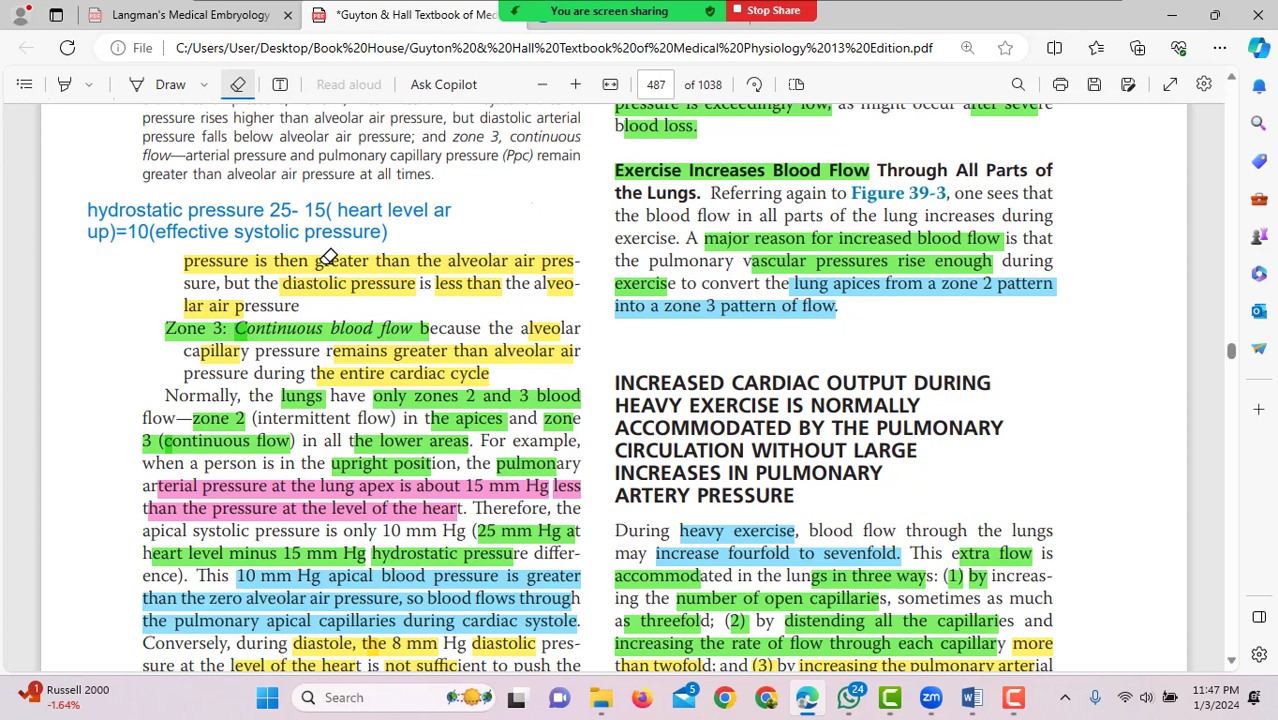 Langman's Medical Embryology
*Guyton & Hall Textbook of Med
You are screen sharing
Stop Share
File
C:/Users/User/Desktop/Book%20House/Guyton%20&%20Hall%20Textbook%20of%20Medical%20Physiology%2013%20Edition.pdf
Draw
Read aloud
Ask Copilot
487 of 1038
pressure rises higher than alveolar air pressure, but diastolic arterial
pressure falls below alveolar air pressure; and zone 3, continuous
flow—arterial pressure and pulmonary capillary pressure (Ppc) remain
greater than alveolar air pressure at all times.
hydrostatic pressure 25- 15( heart level ar
up)=10(effective systolic pressure)
pressure is then greater than the alveolar air pres-
sure, but the diastolic pressure is less than the alveo-
lar air pressure
Zone 3: Continuous blood flow because the alveolar
capillary pressure remains greater than alveolar air
pressure during the entire cardiac cycle
Normally, the lungs have only zones 2 and 3 blood
flow—zone 2 (intermittent flow) in the apices and zone
3 (continuous flow) in all the lower areas. For example,
when a person is in the upright position, the pulmonary
arterial pressure at the lung apex is about 15 mm Hg less
than the pressure at the level of the heart. Therefore, the
apical systolic pressure is only 10 mm Hg (25 mm Hg at
heart level minus 15 mm Hg hydrostatic pressure differ-
ence). This 10 mm Hg apical blood pressure is greater
than the zero alveolar air pressure, so blood flows through
the pulmonary apical capillaries during cardiac systole.
Conversely, during diastole, the 8 mm Hg diastolic pres-
sure at the level of the heart is not sufficient to push the
pressure is exceedingly low, as might occur after severe
blood loss.
Exercise Increases Blood Flow Through All Parts of
the Lungs. Referring again to Figure 39-3, one sees that
the blood flow in all parts of the lung increases during
exercise. A major reason for increased blood flow is that
the pulmonary vascular pressures rise enough during
exercise to convert the lung apices from a zone 2 pattern
into a zone 3 pattern of flow.
INCREASED CARDIAC OUTPUT DURING
HEAVY EXERCISE IS NORMALLY
ACCOMMODATED BY THE PULMONARY
CIRCULATION WITHOUT LARGE
INCREASES IN PULMONARY
ARTERY PRESSURE
During heavy exercise, blood flow through the lungs
may increase fourfold to sevenfold. This extra flow is
accommodated in the lungs in three ways: (1) by increas-
ing the number of open capillaries, sometimes as much
as threefold; (2) by distending all the capillaries and
increasing the rate of flow through each capillary more
than twofold; and (3) by increasing the pulmonary arterial
1
Russell 2000
-1.64%
Search
5
24
zm
11:47 PM
1/3/2024